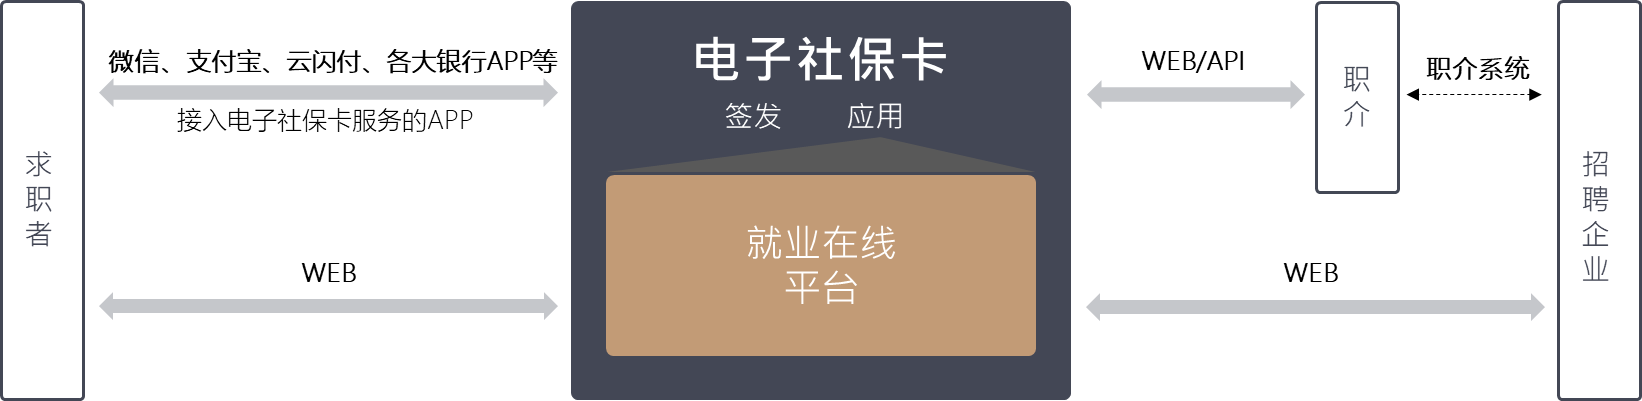 求职者
微信、支付宝、云闪付、各大银行APP等
接入电子社保卡服务的APP
WEB
电子社保卡
签发 应用
就业在线
平台
WEB/API
职介
职介系统
WEB
招聘企业